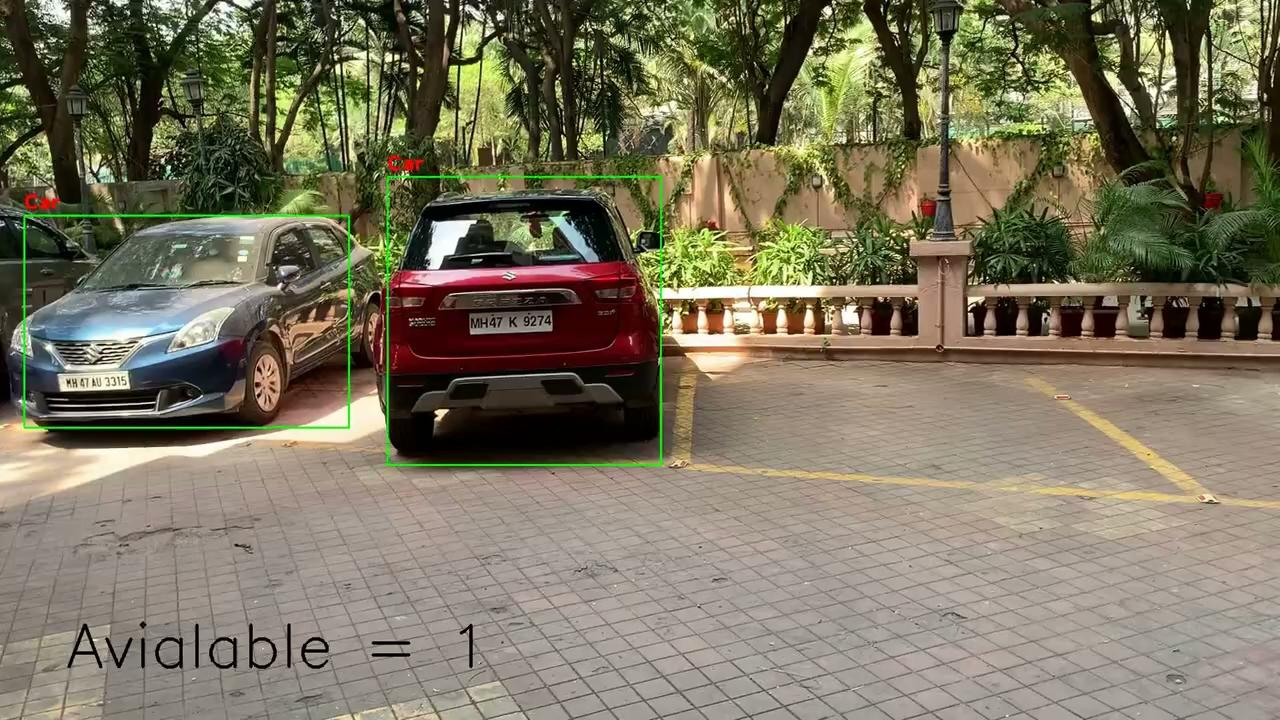 Car
Car
MH47 K 9274
MH 47 AU 3315
Avialable = 1